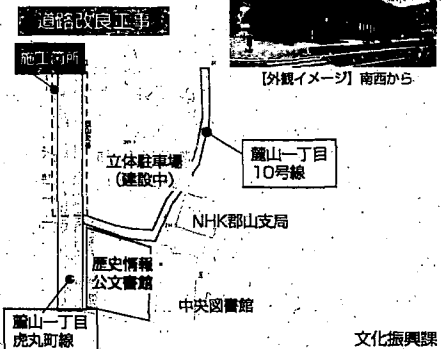 道路改良工事
施工箇所
【外観イメージ】南西から
立体駐車場
(建設中)
麓山一丁目
10号線
NHK郡山支局
歴史情報・
公文書館
中央図書館
麓山一丁目
虎丸町線
文化振興課